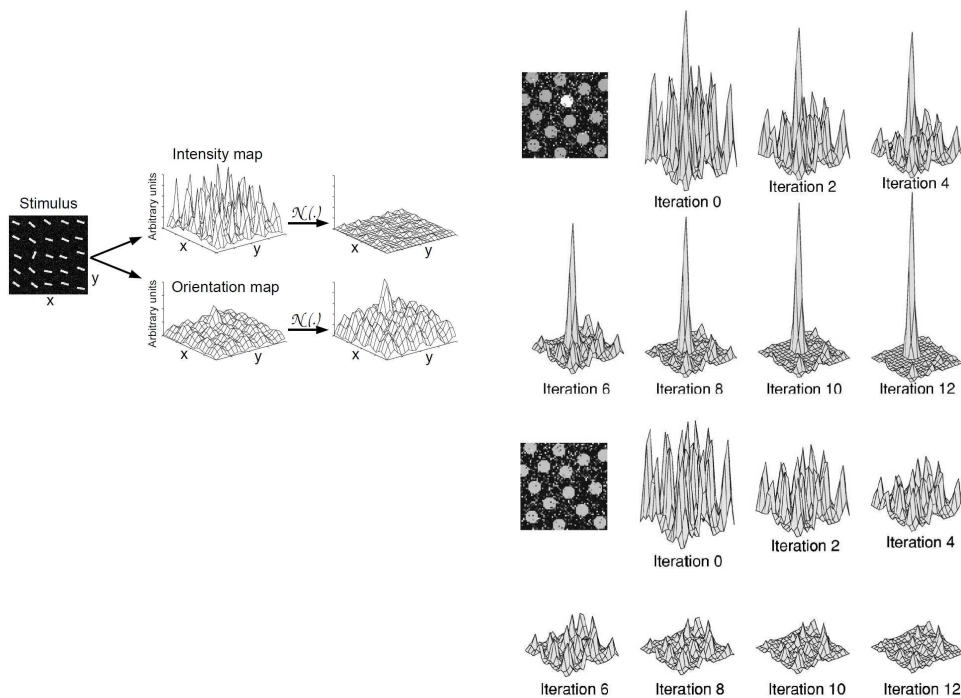 Stimulus
x
y
Intensity map
Arbitrary units
x
y
N(.)
x
y
Orientation map
Arbitrary units
x
y
N(.)
x
y
Iteration 0
Iteration 2
Iteration 4
Iteration 6
Iteration 8
Iteration 10
Iteration 12
Iteration 0
Iteration 2
Iteration 4
Iteration 6
Iteration 8
Iteration 10
Iteration 12